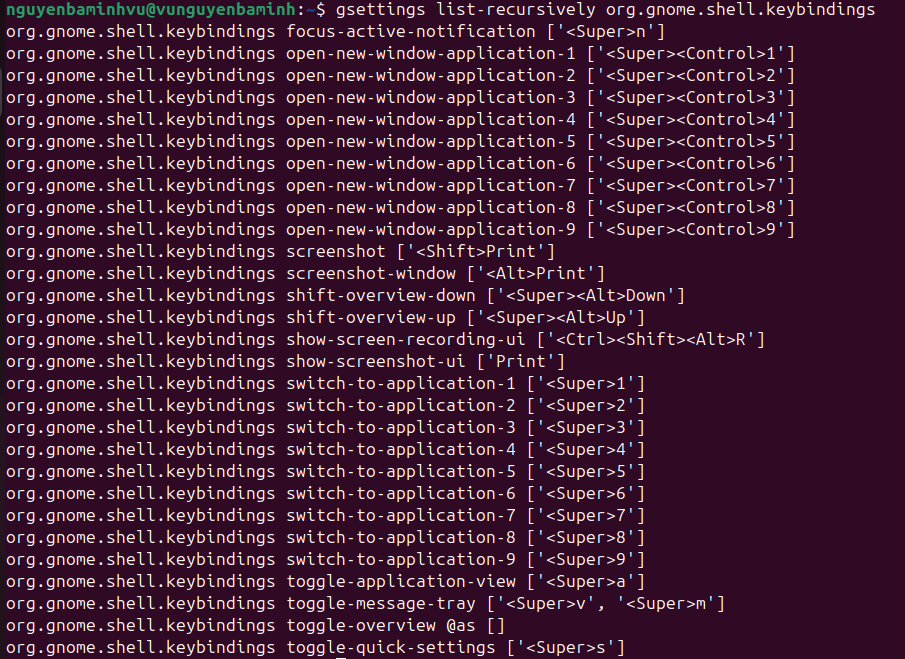 nguyenbaminhvu@vunguyenbaminh:~$ gsettings list-recursively org.gnome.shell.keybindings
org.gnome.shell.keybindings focus-active-notification ['<Super>n']
org.gnome.shell.keybindings open-new-window-application-1 ['<Super><Control>1']
org.gnome.shell.keybindings open-new-window-application-2 ['<Super><Control>2']
org.gnome.shell.keybindings open-new-window-application-3 ['<Super><Control>3']
org.gnome.shell.keybindings open-new-window-application-4 ['<Super><Control>4']
org.gnome.shell.keybindings open-new-window-application-5 ['<Super><Control>5']
org.gnome.shell.keybindings open-new-window-application-6 ['<Super><Control>6']
org.gnome.shell.keybindings open-new-window-application-7 ['<Super><Control>7']
org.gnome.shell.keybindings open-new-window-application-8 ['<Super><Control>8']
org.gnome.shell.keybindings open-new-window-application-9 ['<Super><Control>9']
org.gnome.shell.keybindings screenshot ['<Shift>Print']
org.gnome.shell.keybindings screenshot-window ['<Alt>Print']
org.gnome.shell.keybindings shift-overview-down ['<Super><Alt>Down']
org.gnome.shell.keybindings shift-overview-up ['<Super><Alt>Up']
org.gnome.shell.keybindings show-screen-recording-ui ['<Ctrl><Shift><Alt>R']
org.gnome.shell.keybindings show-screenshot-ui ['Print']
org.gnome.shell.keybindings switch-to-application-1 ['<Super>1']
org.gnome.shell.keybindings switch-to-application-2 ['<Super>2']
org.gnome.shell.keybindings switch-to-application-3 ['<Super>3']
org.gnome.shell.keybindings switch-to-application-4 ['<Super>4']
org.gnome.shell.keybindings switch-to-application-5 ['<Super>5']
org.gnome.shell.keybindings switch-to-application-6 ['<Super>6']
org.gnome.shell.keybindings switch-to-application-7 ['<Super>7']
org.gnome.shell.keybindings switch-to-application-8 ['<Super>8']
org.gnome.shell.keybindings switch-to-application-9 ['<Super>9']
org.gnome.shell.keybindings toggle-application-view ['<Super>a']
org.gnome.shell.keybindings toggle-message-tray ['<Super>v', '<Super>m']
org.gnome.shell.keybindings toggle-overview @as []
org.gnome.shell.keybindings toggle-quick-settings ['<Super>s']